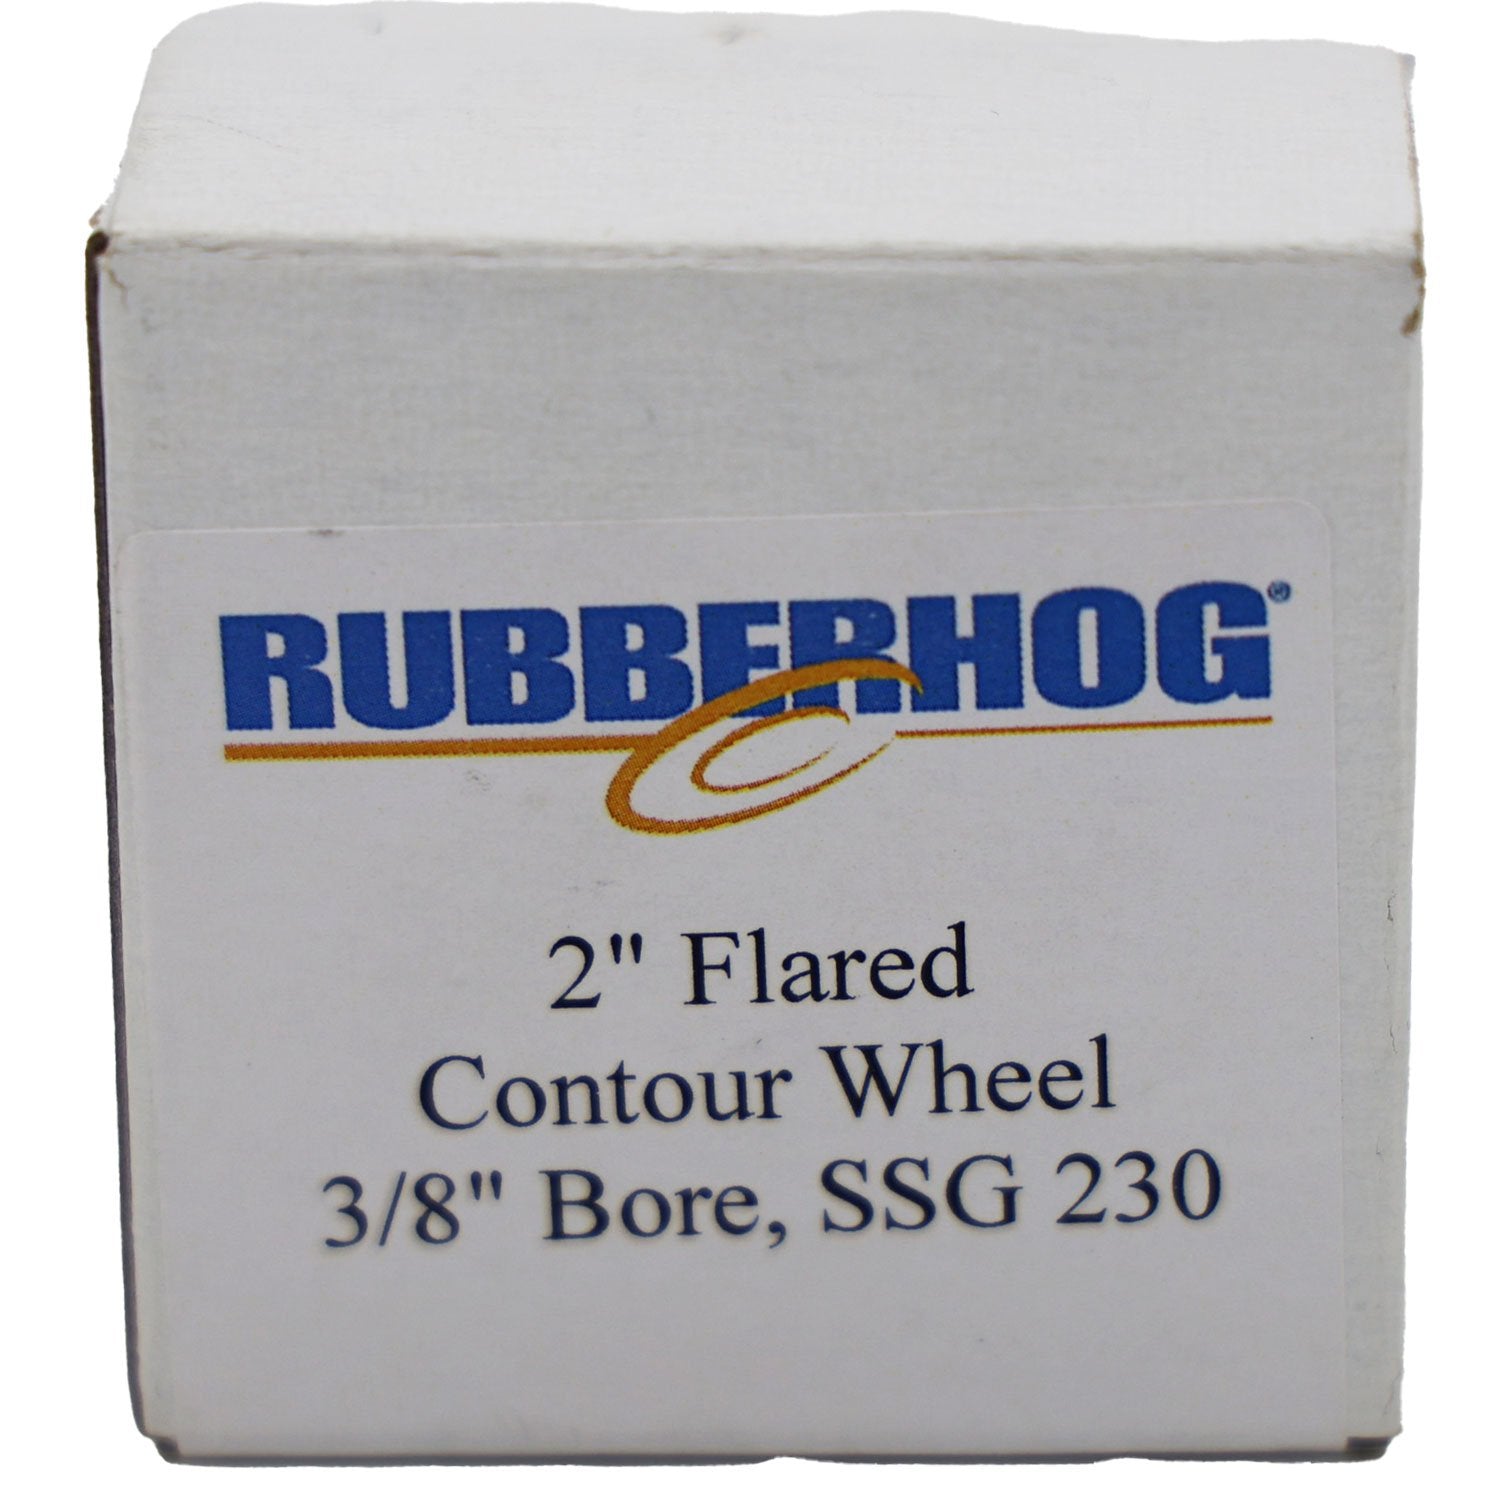 RUBBERHOG®
2" Flared
Contour Wheel
3/8" Bore, SSG 230